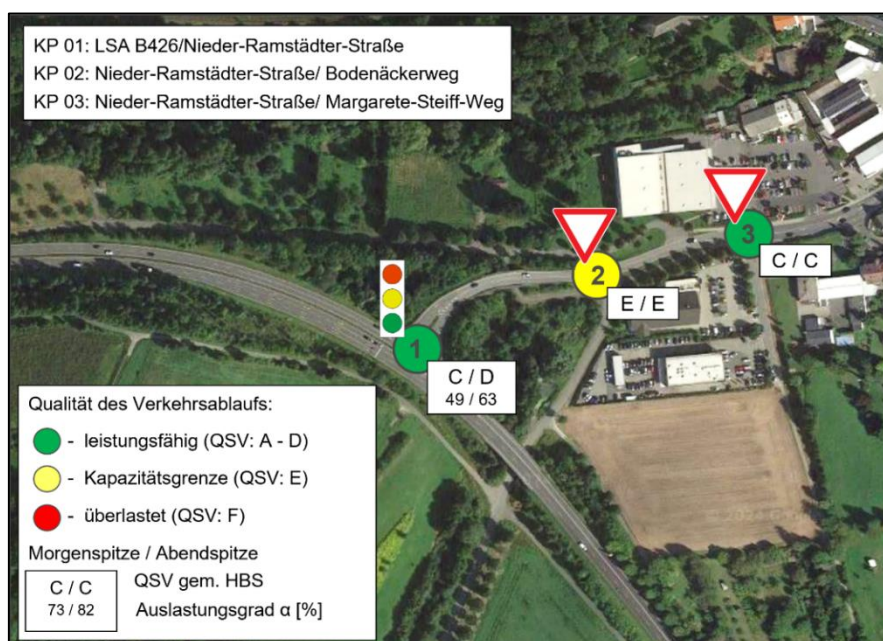 KP 01: LSA B426/Nieder-Ramstädter-Straße
KP 02: Nieder-Ramstädter-Straße/ Bodenäckerweg
KP 03: Nieder-Ramstädter-Straße/ Margarete-Steiff-Weg
3
C / C
2
E / E
1
C / D
49 / 63
Qualität des Verkehrsablaufs:
- leistungsfähig (QSV: A - D)
- Kapazitätsgrenze (QSV: E)
- überlastet (QSV: F)
Morgenspitze / Abendspitze
C / C QSV gem. HBS
73 / 82 Auslastungsgrad α [%]